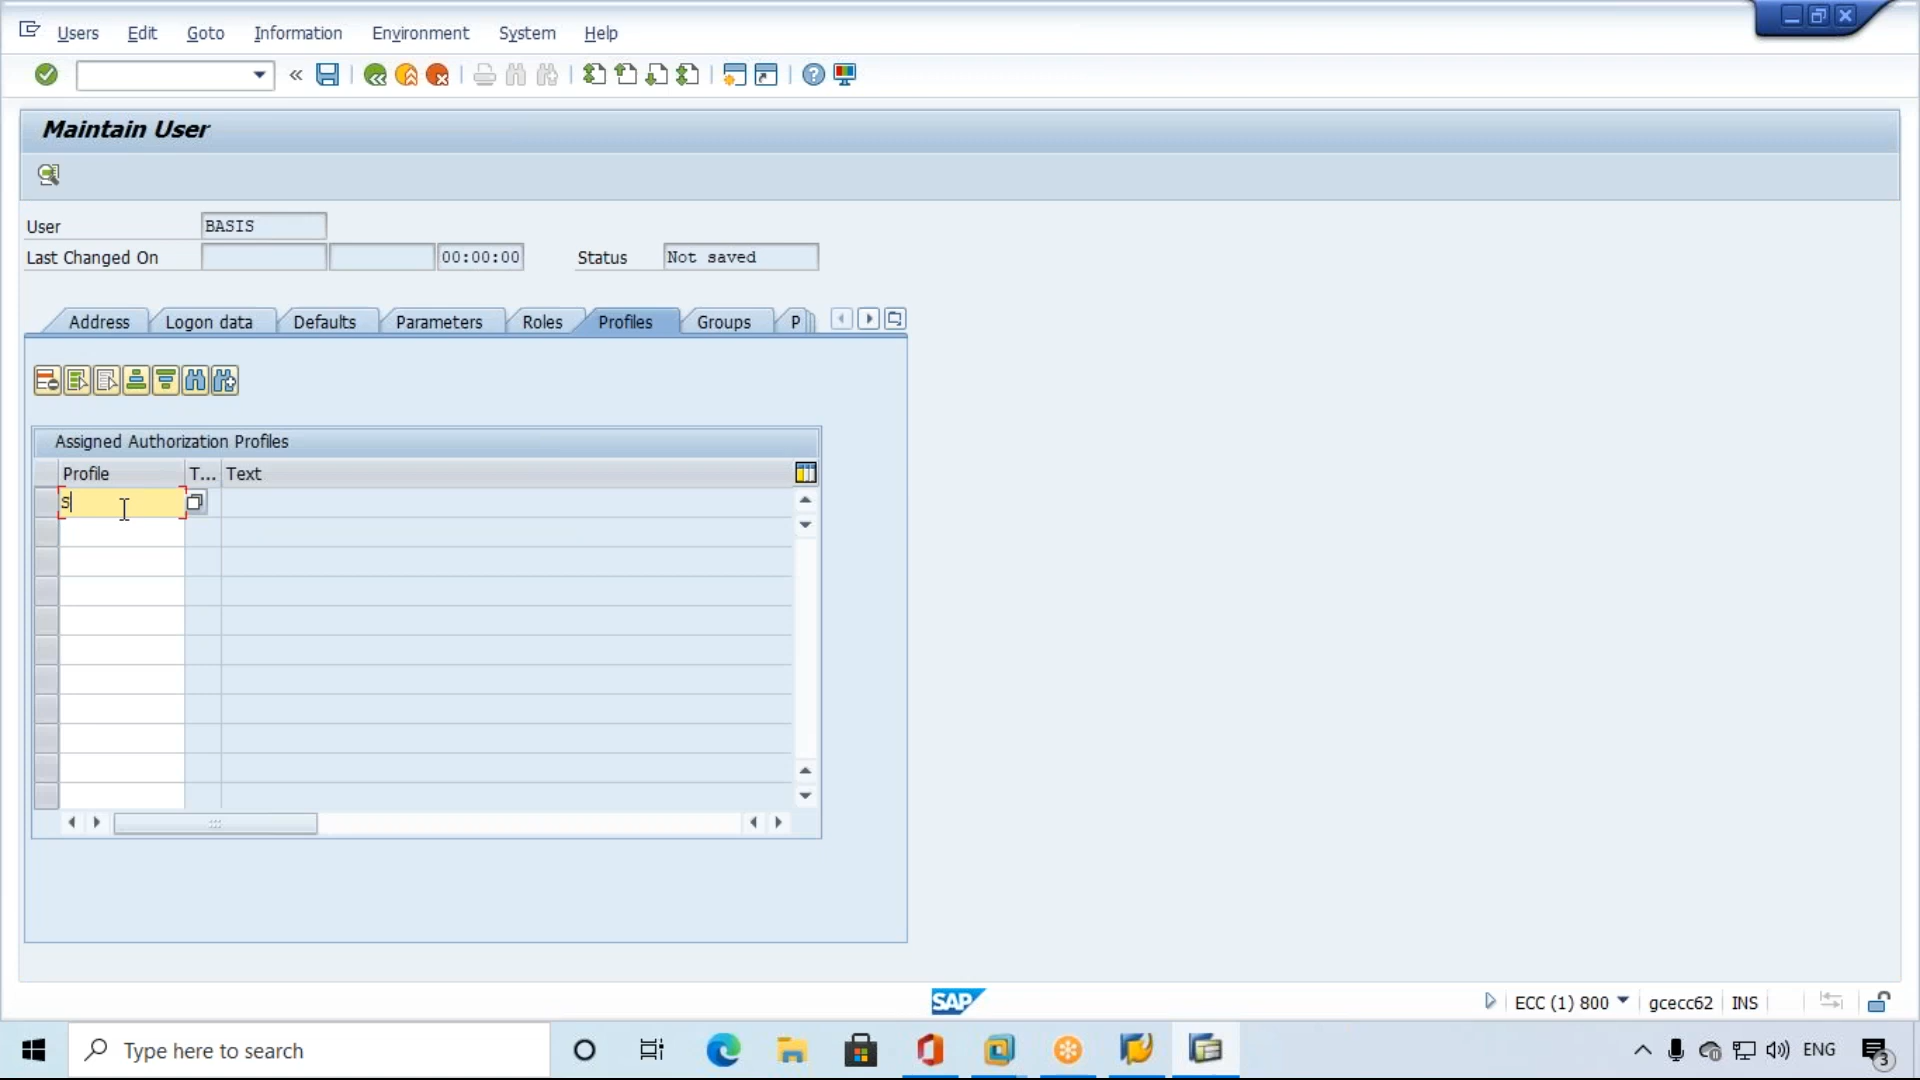 Users Edit Goto Information Environment System Help
Maintain User
User BASIS
Last Changed On 00:00:00 Status Not saved
Address Logon data Defaults Parameters Roles Profiles Groups P
Assigned Authorization Profiles
Profile T... Text
S
SAP
ECC (1) 800 gcecc62 INS
Type here to search
ENG
3